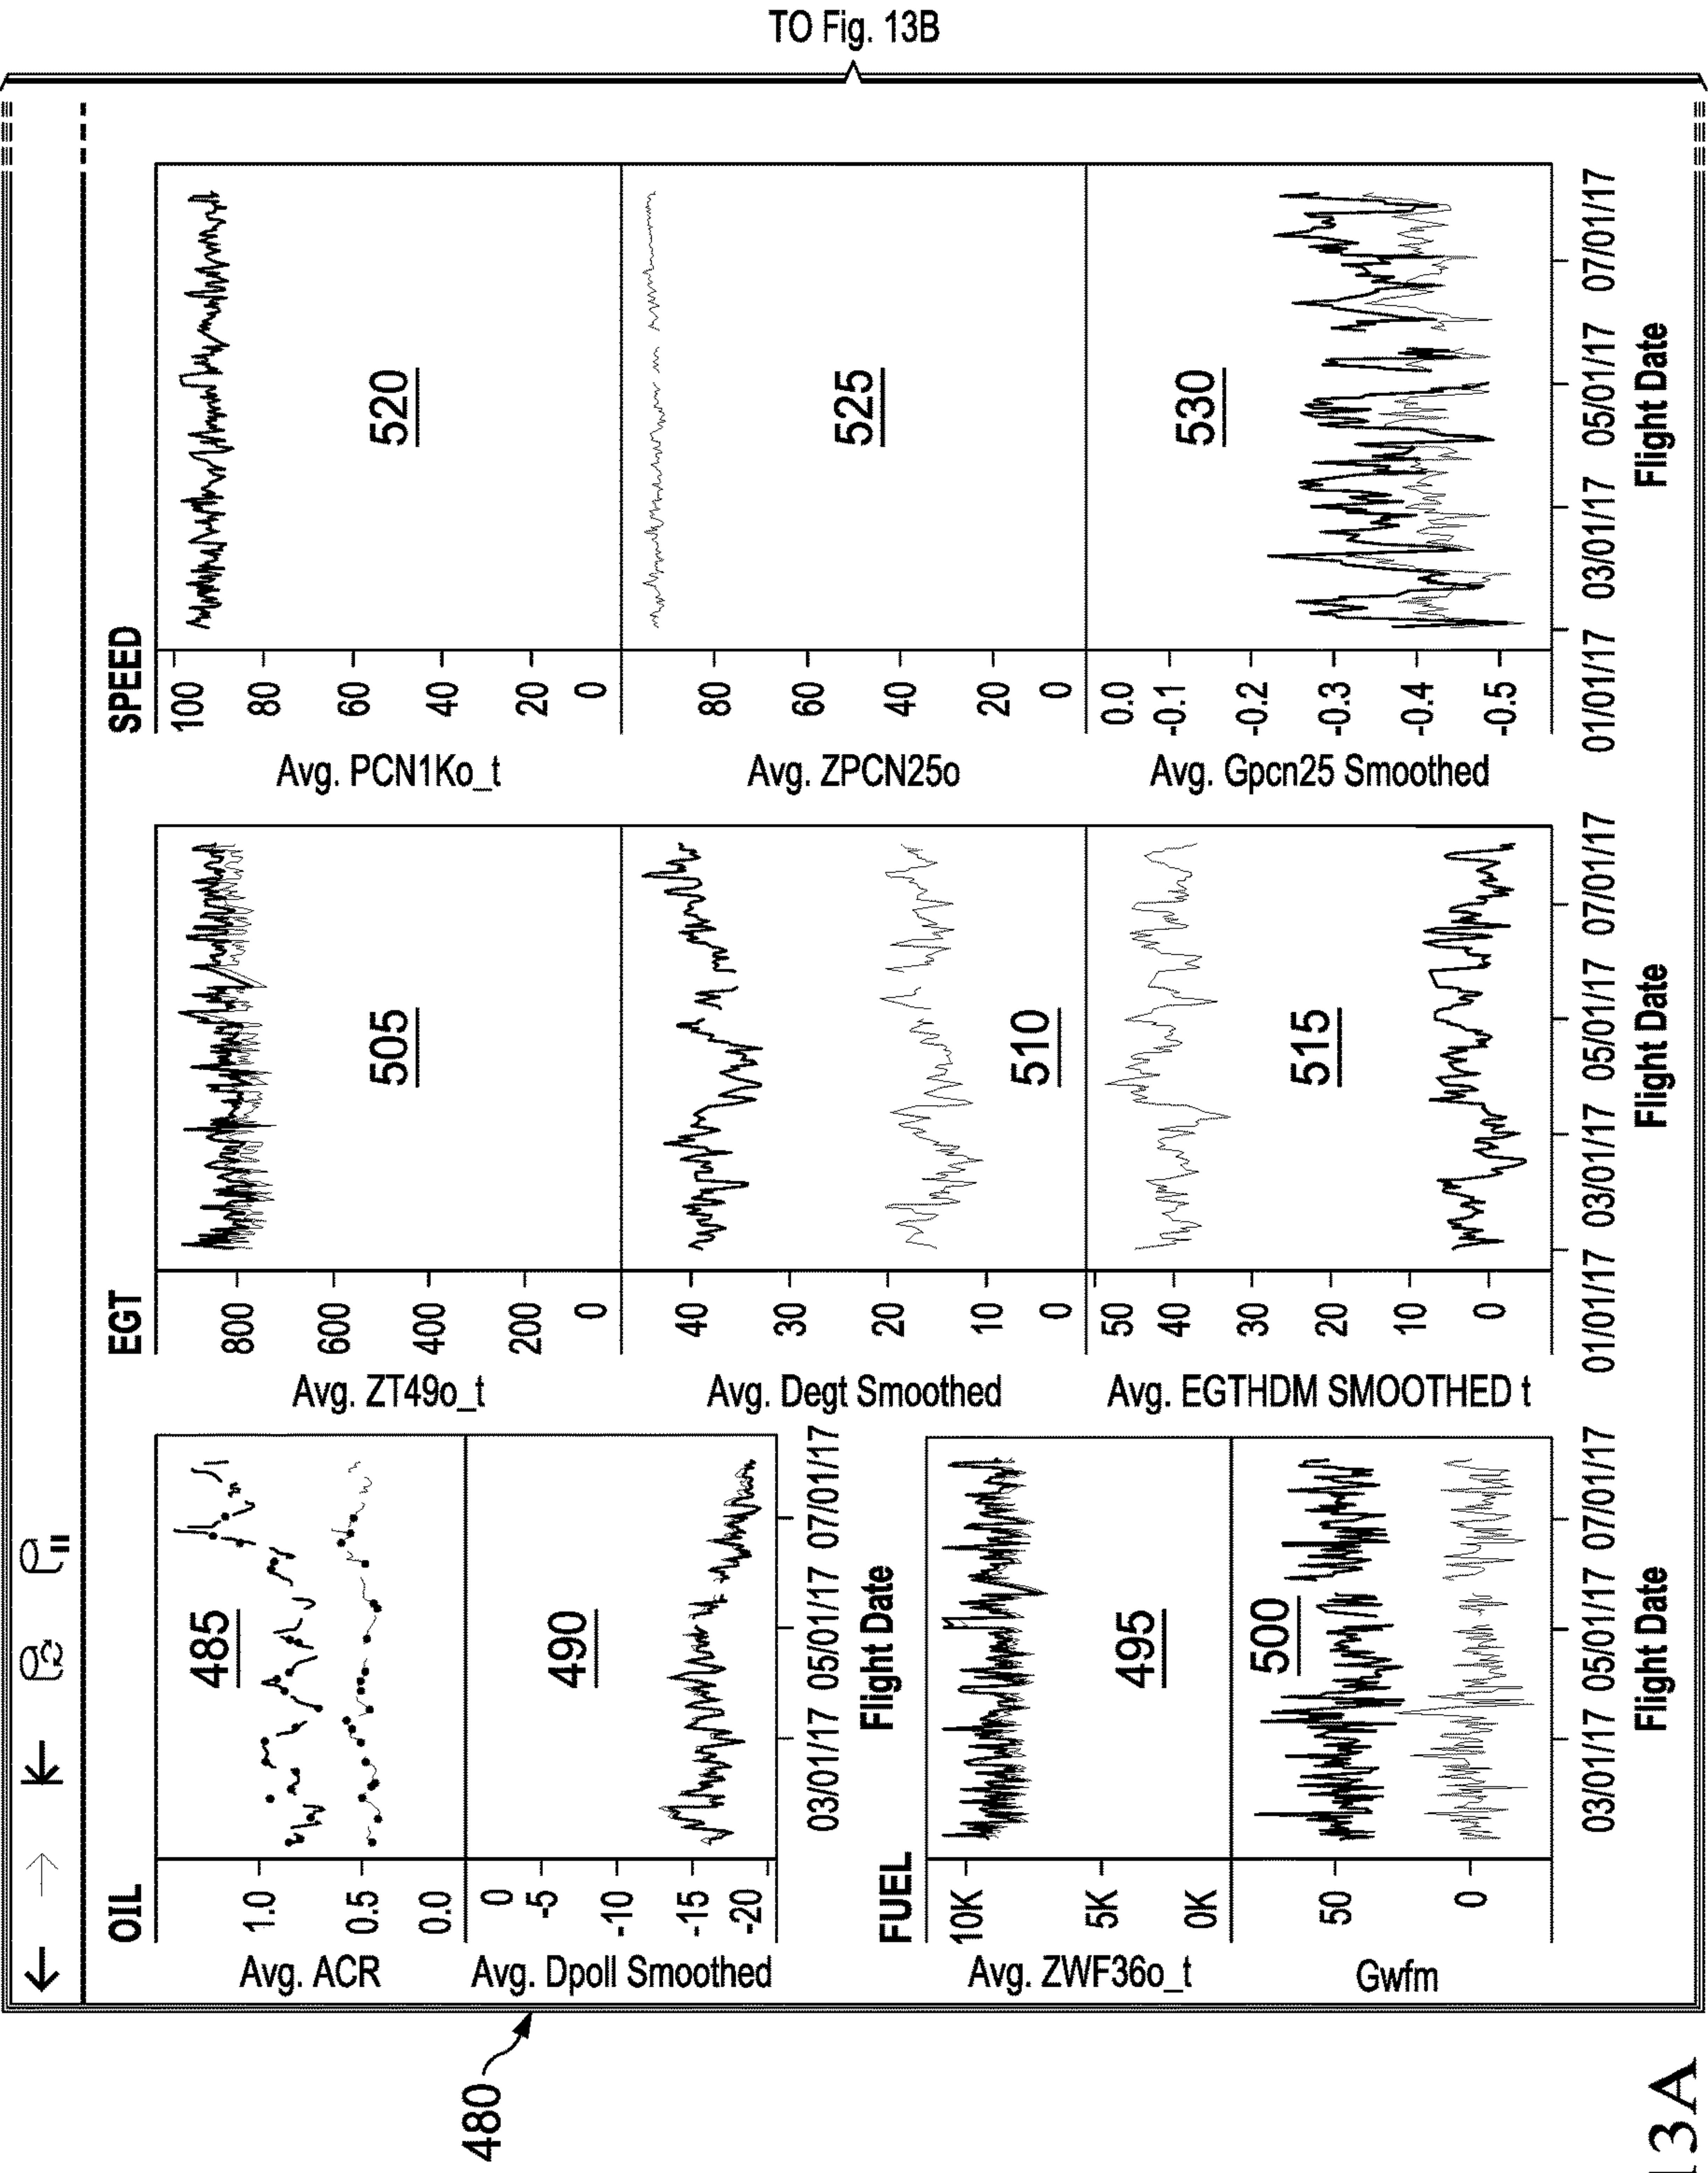 TO Fig. 13B
OIL
Avg. ACR
1.0
0.5
0.0
485
Avg. Dpoll Smoothed
0
-5
-10
-15
-20
490
03/01/17 05/01/17 07/01/17
Flight Date
FUEL
Avg. ZWF36o_t
10K
5K
0K
495
Gwfm
50
0
500
03/01/17 05/01/17 07/01/17
Flight Date
EGT
Avg. ZT49o_t
800
600
400
200
0
505
Avg. Degt Smoothed
40
30
20
10
0
510
Avg. EGTHDM SMOOTHED t
50
40
30
20
10
0
515
01/01/17 03/01/17 05/01/17 07/01/17
Flight Date
SPEED
Avg. PCN1Ko_t
100
80
60
40
20
0
520
Avg. ZPCN25o
80
60
40
20
0
525
Avg. Gpcn25 Smoothed
0.0
-0.1
-0.2
-0.3
-0.4
-0.5
530
01/01/17 03/01/17 05/01/17 07/01/17
Flight Date
480
13A